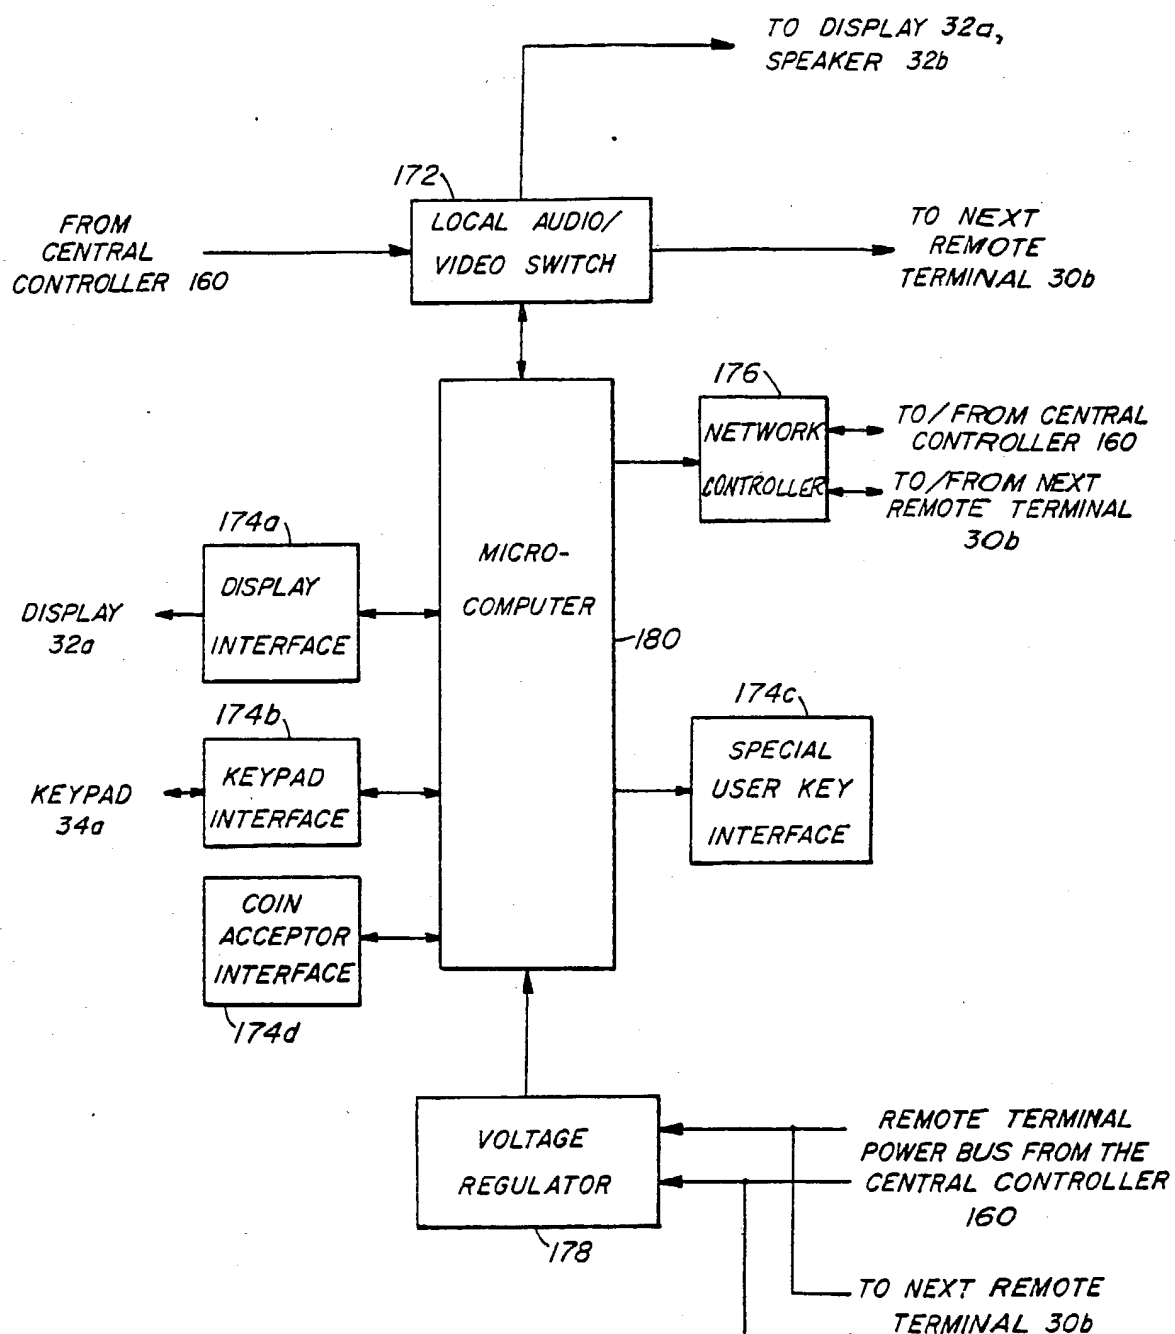 TO DISPLAY 32a,
SPEAKER 32b
172
FROM
CENTRAL
CONTROLLER 160
LOCAL AUDIO/
VIDEO SWITCH
TO NEXT
REMOTE
TERMINAL 30b
176
NETWORK
CONTROLLER
TO/FROM CENTRAL
CONTROLLER 160
TO/FROM NEXT
REMOTE TERMINAL
30b
174a
DISPLAY
INTERFACE
DISPLAY
32a
MICRO-
COMPUTER
180
174b
KEYPAD
INTERFACE
KEYPAD
34a
174c
SPECIAL
USER KEY
INTERFACE
COIN
ACCEPTOR
INTERFACE
174d
VOLTAGE
REGULATOR
178
REMOTE TERMINAL
POWER BUS FROM THE
CENTRAL CONTROLLER
160
TO NEXT REMOTE
TERMINAL 30b